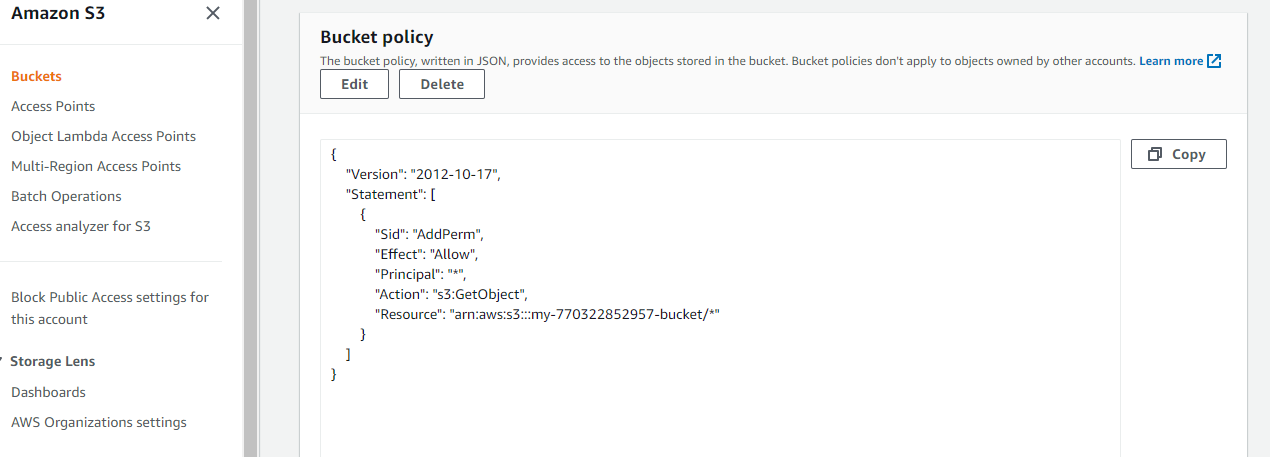 Amazon S3
Buckets
Access Points
Object Lambda Access Points
Multi-Region Access Points
Batch Operations
Access analyzer for S3
Block Public Access settings for
this account
Storage Lens
Dashboards
AWS Organizations settings
Bucket policy
The bucket policy, written in JSON, provides access to the objects stored in the bucket. Bucket policies don't apply to objects owned by other accounts. Learn more
Edit Delete
Copy
{
"Version": "2012-10-17",
"Statement": [
{
"Sid": "AddPerm",
"Effect": "Allow",
"Principal": "*",
"Action": "s3:GetObject",
"Resource": "arn:aws:s3:::my-770322852957-bucket/*"
}
]
}